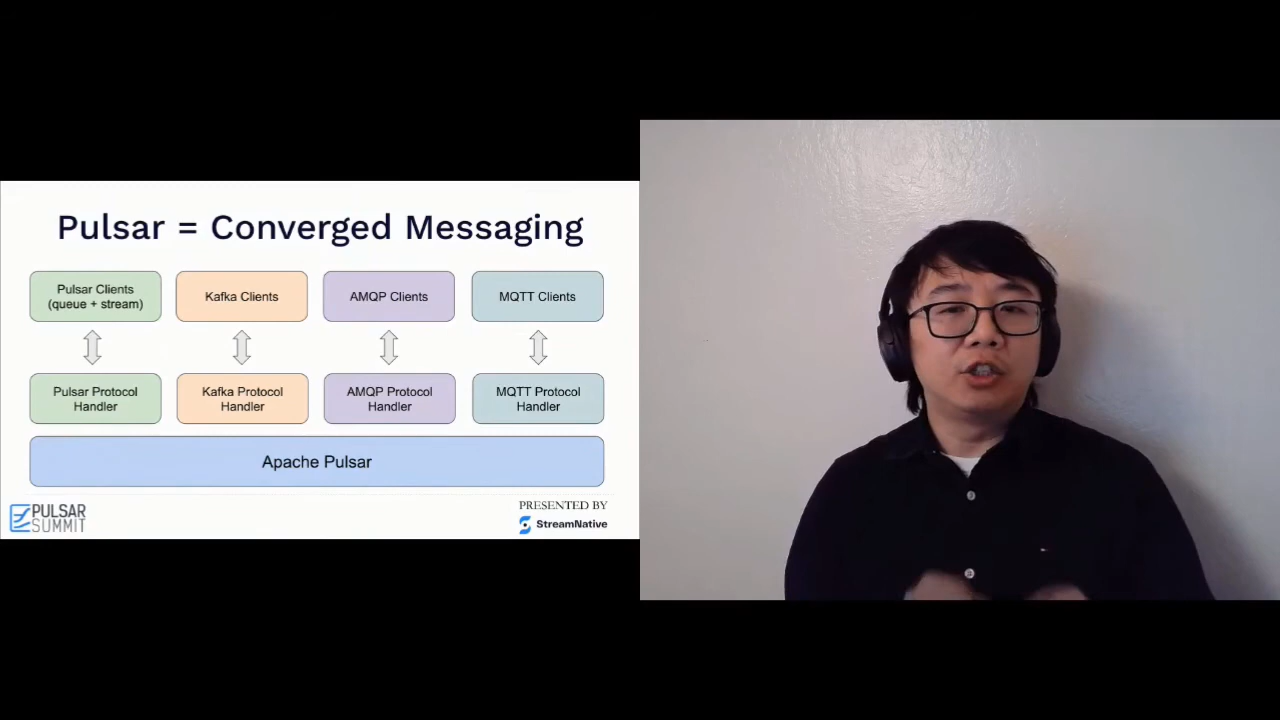 Pulsar = Converged Messaging
Pulsar Clients
(queue + stream)
Kafka Clients
AMQP Clients
MQTT Clients
Pulsar Protocol
Handler
Kafka Protocol
Handler
AMQP Protocol
Handler
MQTT Protocol
Handler
Apache Pulsar
PULSAR
SUMMIT
PRESENTED BY
StreamNative